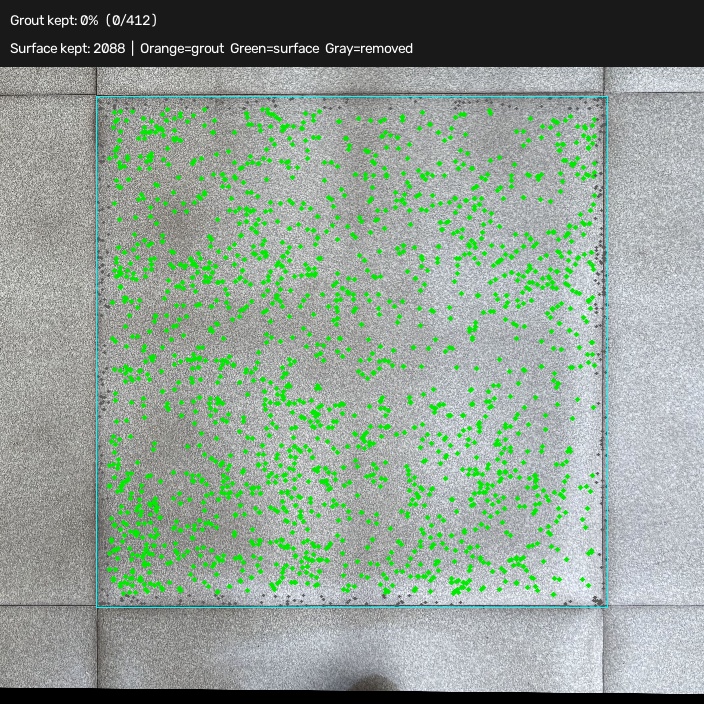 Grout kept: 0% (0/412)
Surface kept: 2088 | Orange=grout Green=surface Gray=removed